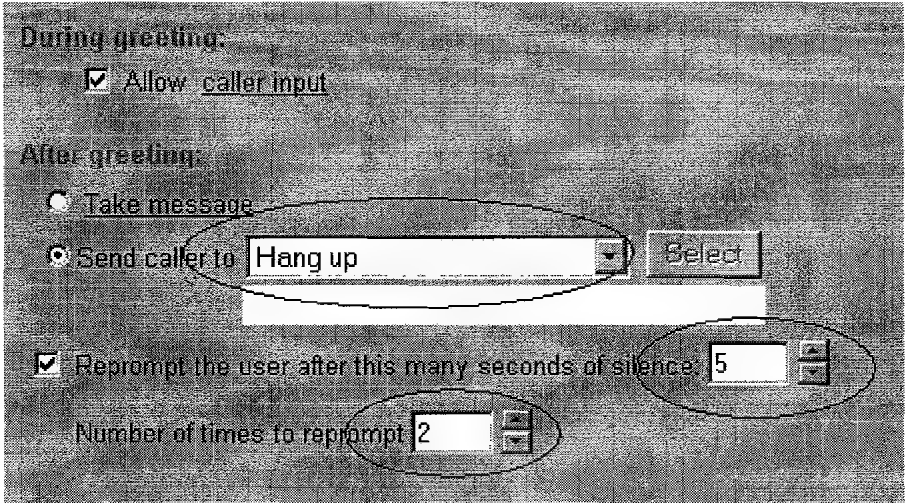 During greeting:
Allow caller input
After greeting:
Take message
Send caller to Hang up Select
Reprompt the user after this many seconds of silence: 5
Number of times to reprompt 2